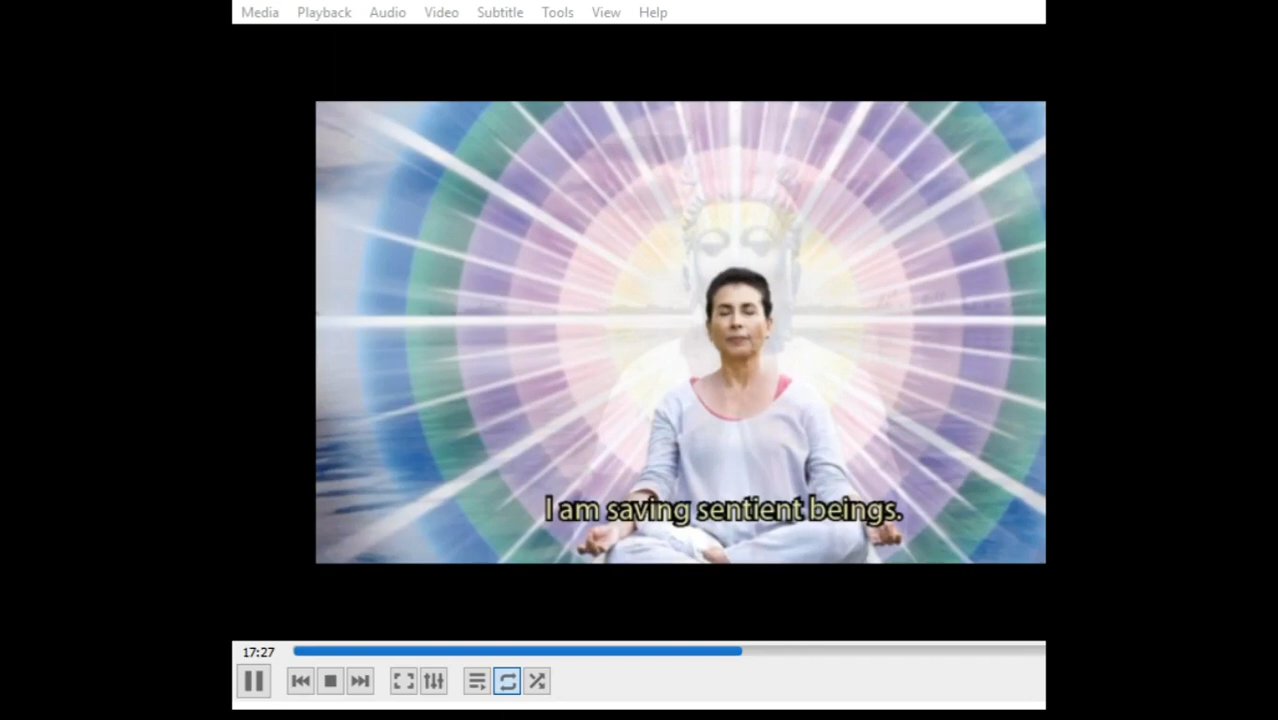 Media Playback Audio Video Subtitle Tools View Help
I am saving sentient beings.
17:27